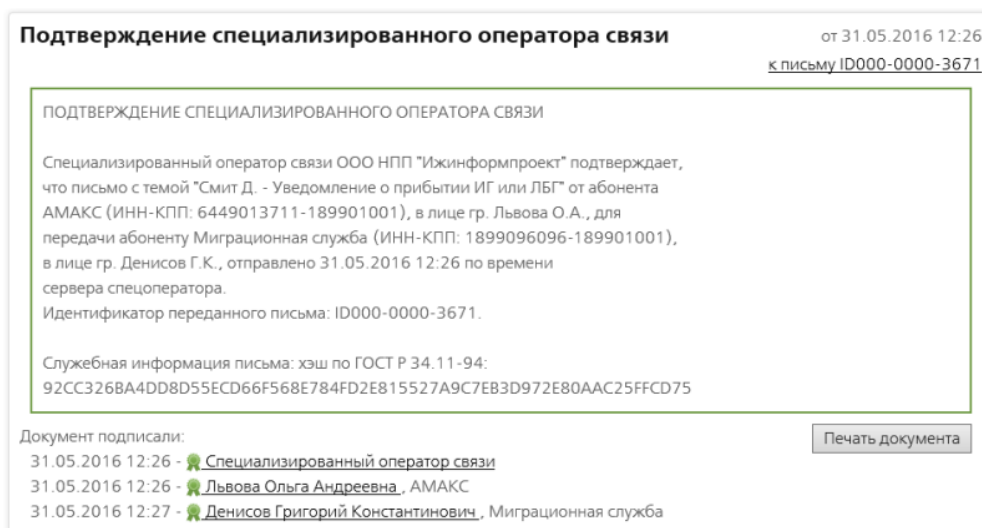 Подтверждение специализированного оператора связи
от 31.05.2016 12:26
к письму ID000-0000-3671
ПОДТВЕРЖДЕНИЕ СПЕЦИАЛИЗИРОВАННОГО ОПЕРАТОРА СВЯЗИ
Специализированный оператор связи ООО НПП "Ижинформпроект" подтверждает,
что письмо с темой "Смит Д. - Уведомление о прибытии ИГ или ЛБГ" от абонента
АМАКС (ИНН-КПП: 6449013711-189901001), в лице гр. Львова О.А., для
передачи абоненту Миграционная служба (ИНН-КПП: 1899096096-189901001),
в лице гр. Денисов Г.К., отправлено 31.05.2016 12:26 по времени
сервера спецоператора.
Идентификатор переданного письма: ID000-0000-3671.
Служебная информация письма: хэш по ГОСТ Р 34.11-94:
92CC326BA4DD8D55ECD66F568E784FD2E815527A9C7EB3D972E80AAC25FFCD75
Документ подписали:
Печать документа
31.05.2016 12:26 - Специализированный оператор связи
31.05.2016 12:26 - Львова Ольга Андреевна , АМАКС
31.05.2016 12:27 - Денисов Григорий Константинович , Миграционная служба